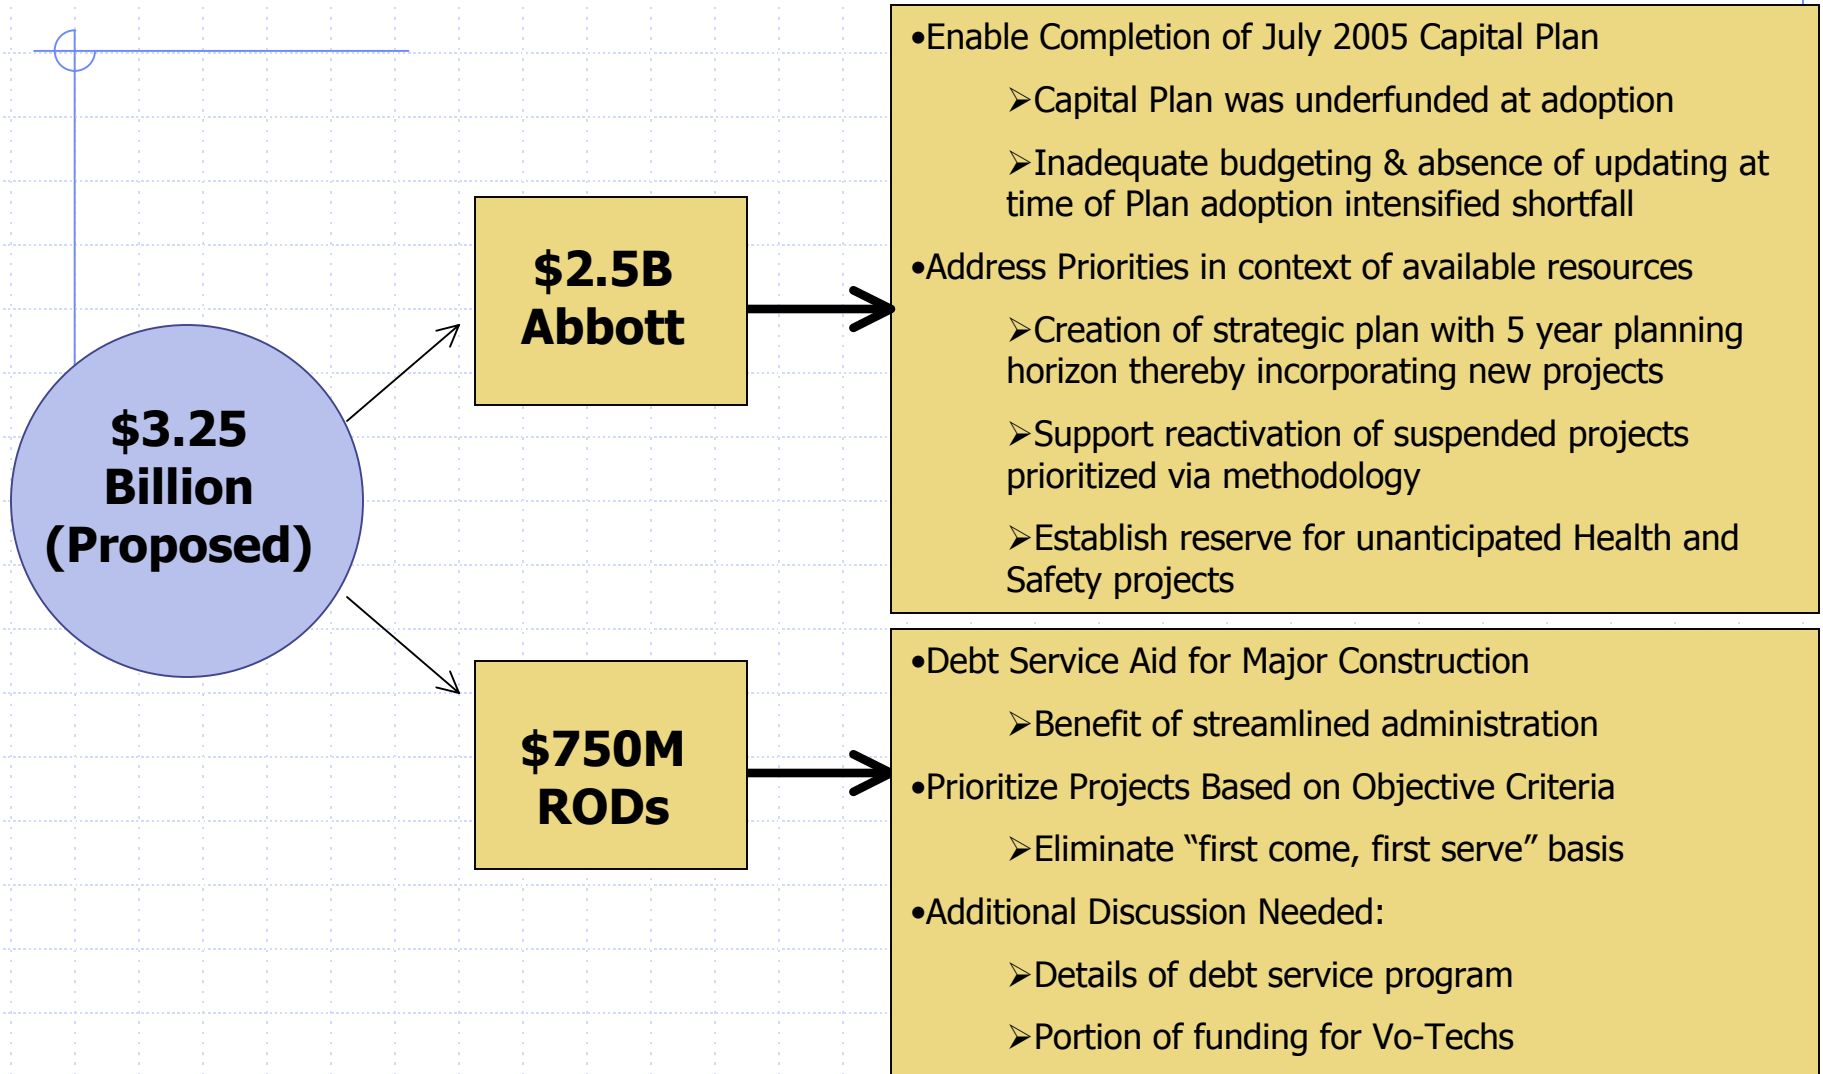 $3.25
Billion
(Proposed)
$2.5B
Abbott
•Enable Completion of July 2005 Capital Plan
➢Capital Plan was underfunded at adoption
➢Inadequate budgeting & absence of updating at
time of Plan adoption intensified shortfall
•Address Priorities in context of available resources
➢Creation of strategic plan with 5 year planning
horizon thereby incorporating new projects
➢Support reactivation of suspended projects
prioritized via methodology
➢Establish reserve for unanticipated Health and
Safety projects
$750M
RODs
•Debt Service Aid for Major Construction
➢Benefit of streamlined administration
•Prioritize Projects Based on Objective Criteria
➢Eliminate “first come, first serve” basis
•Additional Discussion Needed:
➢Details of debt service program
➢Portion of funding for Vo-Techs